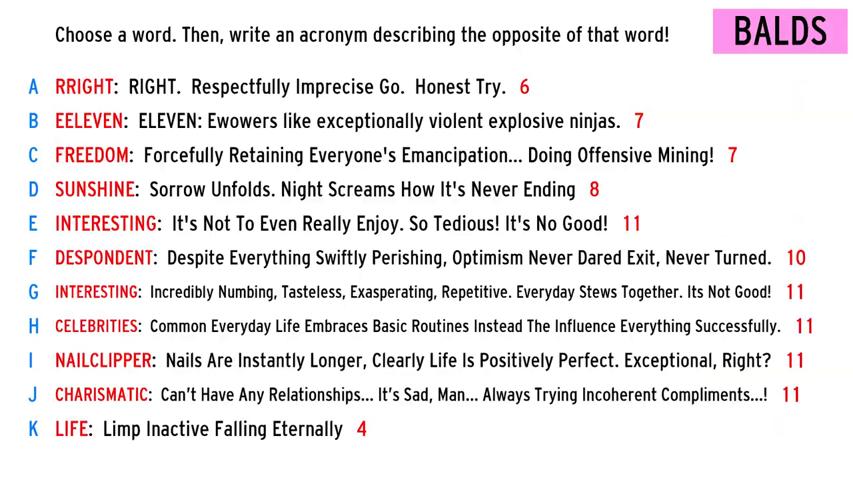 Choose a word. Then, write an acronym describing the opposite of that word!
BALDS
A RRIGHT: RIGHT. Respectfully Imprecise Go. Honest Try. 6
B EELEVEN: ELEVEN: Ewowers like exceptionally violent explosive ninjas. 7
C FREEDOM: Forcefully Retaining Everyone's Emancipation... Doing Offensive Mining! 7
D SUNSHINE: Sorrow Unfolds. Night Screams How It's Never Ending 8
E INTERESTING: It's Not To Even Really Enjoy. So Tedious! It's No Good! 11
F DESPONDENT: Despite Everything Swiftly Perishing, Optimism Never Dared Exit, Never Turned. 10
G INTERESTING: Incredibly Numbing, Tasteless, Exasperating, Repetitive. Everyday Stews Together. Its Not Good! 11
H CELEBRITIES: Common Everyday Life Embraces Basic Routines Instead The Influence Everything Successfully. 11
I NAILCLIPPER: Nails Are Instantly Longer, Clearly Life Is Positively Perfect. Exceptional, Right? 11
J CHARISMATIC: Can't Have Any Relationships... It's Sad, Man... Always Trying Incoherent Compliments...! 11
K LIFE: Limp Inactive Falling Eternally 4